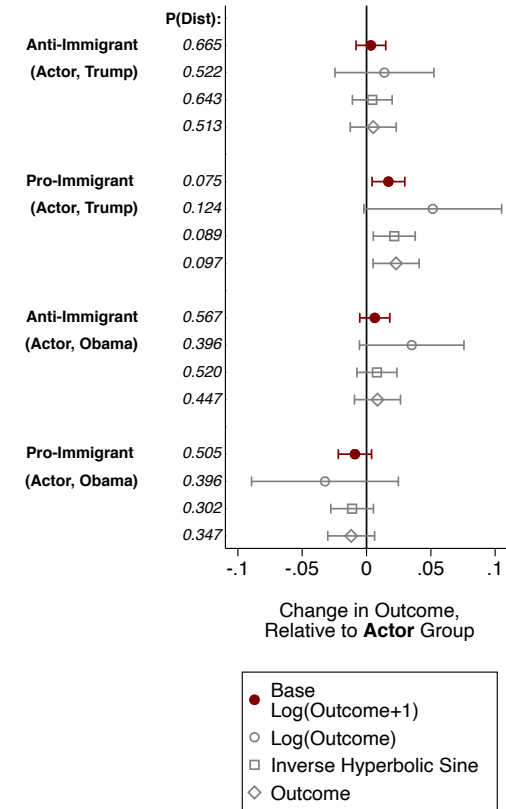 P(Dist):
Anti-Immigrant 0.665
(Actor, Trump) 0.522
0.643
0.513
Pro-Immigrant 0.075
(Actor, Trump) 0.124
0.089
0.097
Anti-Immigrant 0.567
(Actor, Obama) 0.396
0.520
0.447
Pro-Immigrant 0.505
(Actor, Obama) 0.396
0.302
0.347
-.1 -.05 0 .05 .1
Change in Outcome,
Relative to Actor Group
Base
Log(Outcome+1)
Log(Outcome)
Inverse Hyperbolic Sine
Outcome